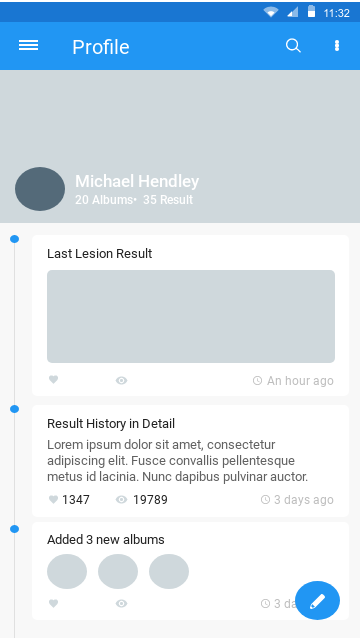 11:32
Profile
Michael Hendley
20 Albums• 35 Result
Last Lesion Result
An hour ago
Result History in Detail
Lorem ipsum dolor sit amet, consectetur
adipiscing elit. Fusce convallis pellentesque
metus id lacinia. Nunc dapibus pulvinar auctor.
1347 19789 3 days ago
Added 3 new albums
3 da